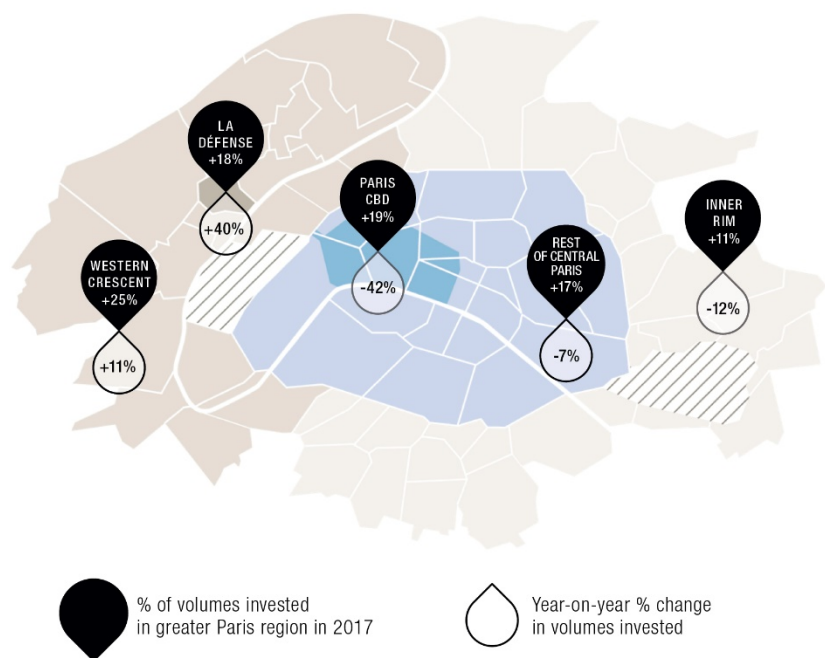 LA
DÉFENSE
+18%
+40%
PARIS
CBD
+19%
-42%
INNER
RIM
+11%
-12%
WESTERN
CRESCENT
+25%
+11%
REST
OF CENTRAL
PARIS
+17%
-7%
% of volumes invested
in greater Paris region in 2017
Year-on-year % change
in volumes invested